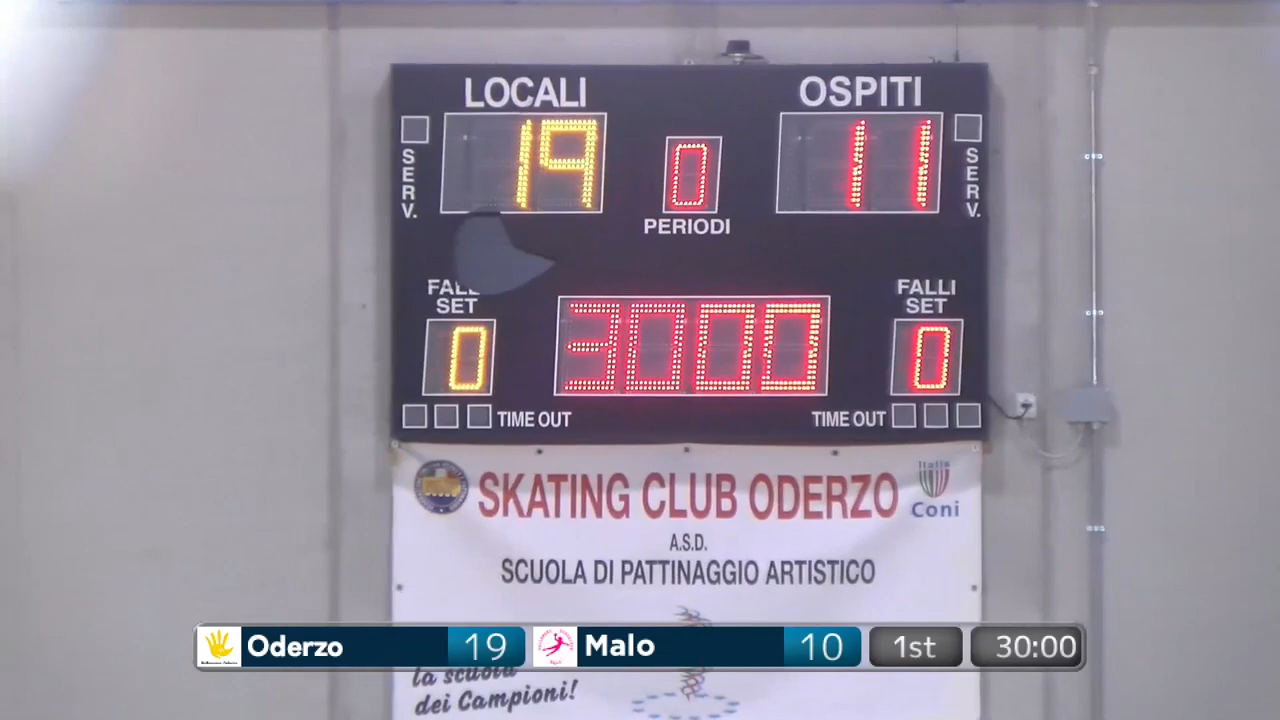 LOCALI
OSPITI
19
0
11
SERV.
SERV.
PERIODI
FALLI
SET
FALLI
SET
0
3000
0
TIME OUT
TIME OUT
SKATING CLUB ODERZO
Italia
Coni
A.S.D.
SCUOLA DI PATTINAGGIO ARTISTICO
Oderzo 19 Malo 10 1st 30:00
la scuola
dei Campioni!